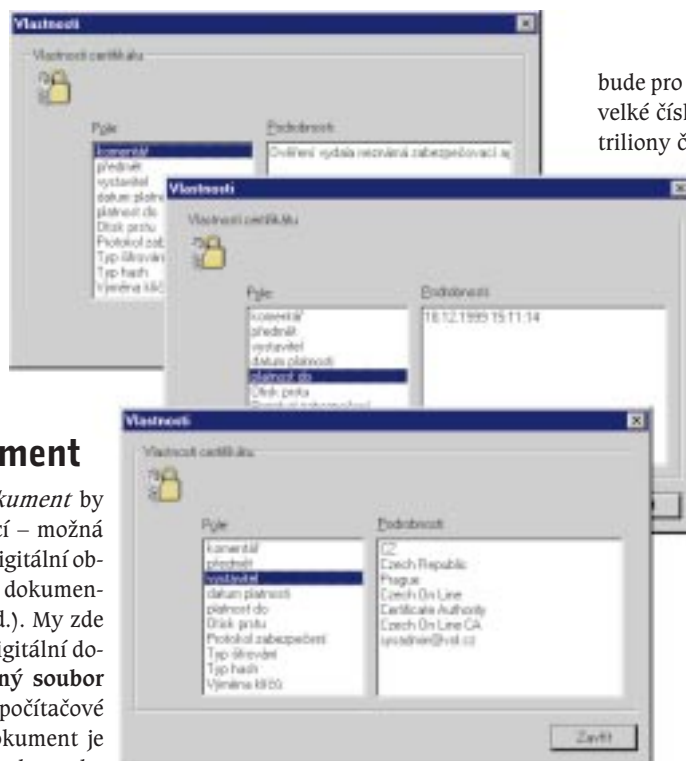 Vlastnosti
Vlastnosti certifikátu
Pole:
Podrobnosti:
komentář
předmět
vystavitel
datum platno
platnost do
Otisk prstu
Protokol zab
Typ šifrován
Typ hash
Výměna klíč
Ověření vydala neznámá zabezpečovací a
bude pro
velké čísl
triliony č
Vlastnosti
Vlastnosti certifikátu
Pole:
Podrobnosti:
komentář
předmět
vystavitel
datum platnosti
platnost do
Otisk prstu
Protokol zabezpečení
18.12.1999 15:11:14
Vlastnosti
Vlastnosti certifikátu
Pole:
Podrobnosti:
komentář
předmět
vystavitel
datum platnosti
platnost do
Otisk prstu
Protokol zabezpečení
Typ šifrování
Typ hash
Výměna klíčů
CZ
Czech Republic
Prague
Czech On Line
Certificate Authority
Czech On Line CA
sysadmin@vol.cz
Zavřít
ment
kument by
cí – možná
igitální ob-
dokumen-
d.). My zde
igitální do-
ný soubor
počítačové
okument je